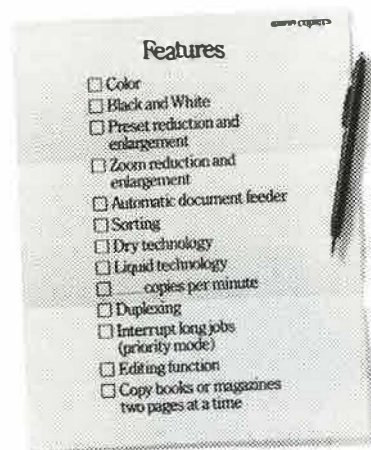 Features
Color
Black and White
Preset reduction and
enlargement
Zoom reduction and
enlargement
Automatic document feeder
Sorting
Dry technology
Liquid technology
___ copies per minute
Duplexing
Interrupt long jobs
(priority mode)
Editing function
Copy books or magazines
two pages at a time